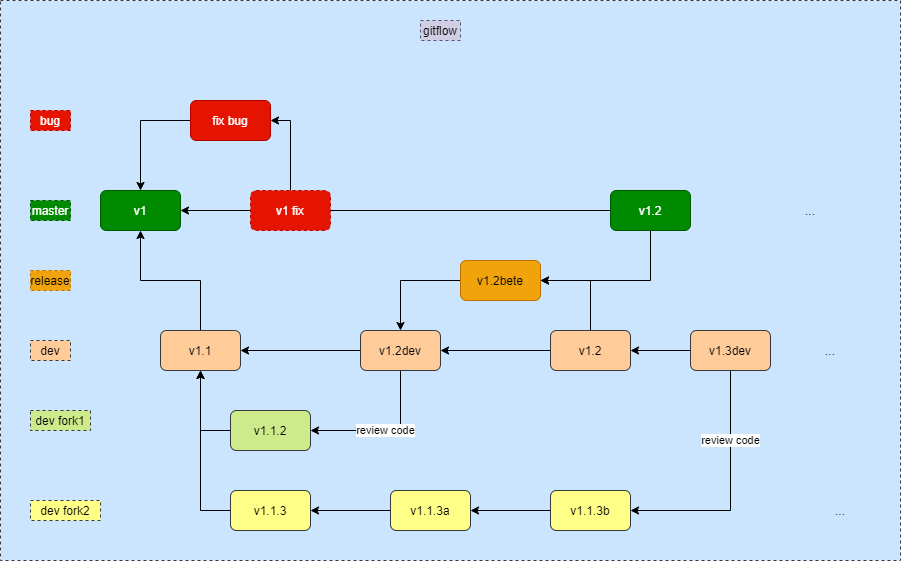 gitflow
bug
fix bug
master
v1
v1 fix
v1.2
...
release
v1.2bete
dev
v1.1
v1.2dev
v1.2
v1.3dev
...
dev fork1
v1.1.2
review code
review code
dev fork2
v1.1.3
v1.1.3a
v1.1.3b
...